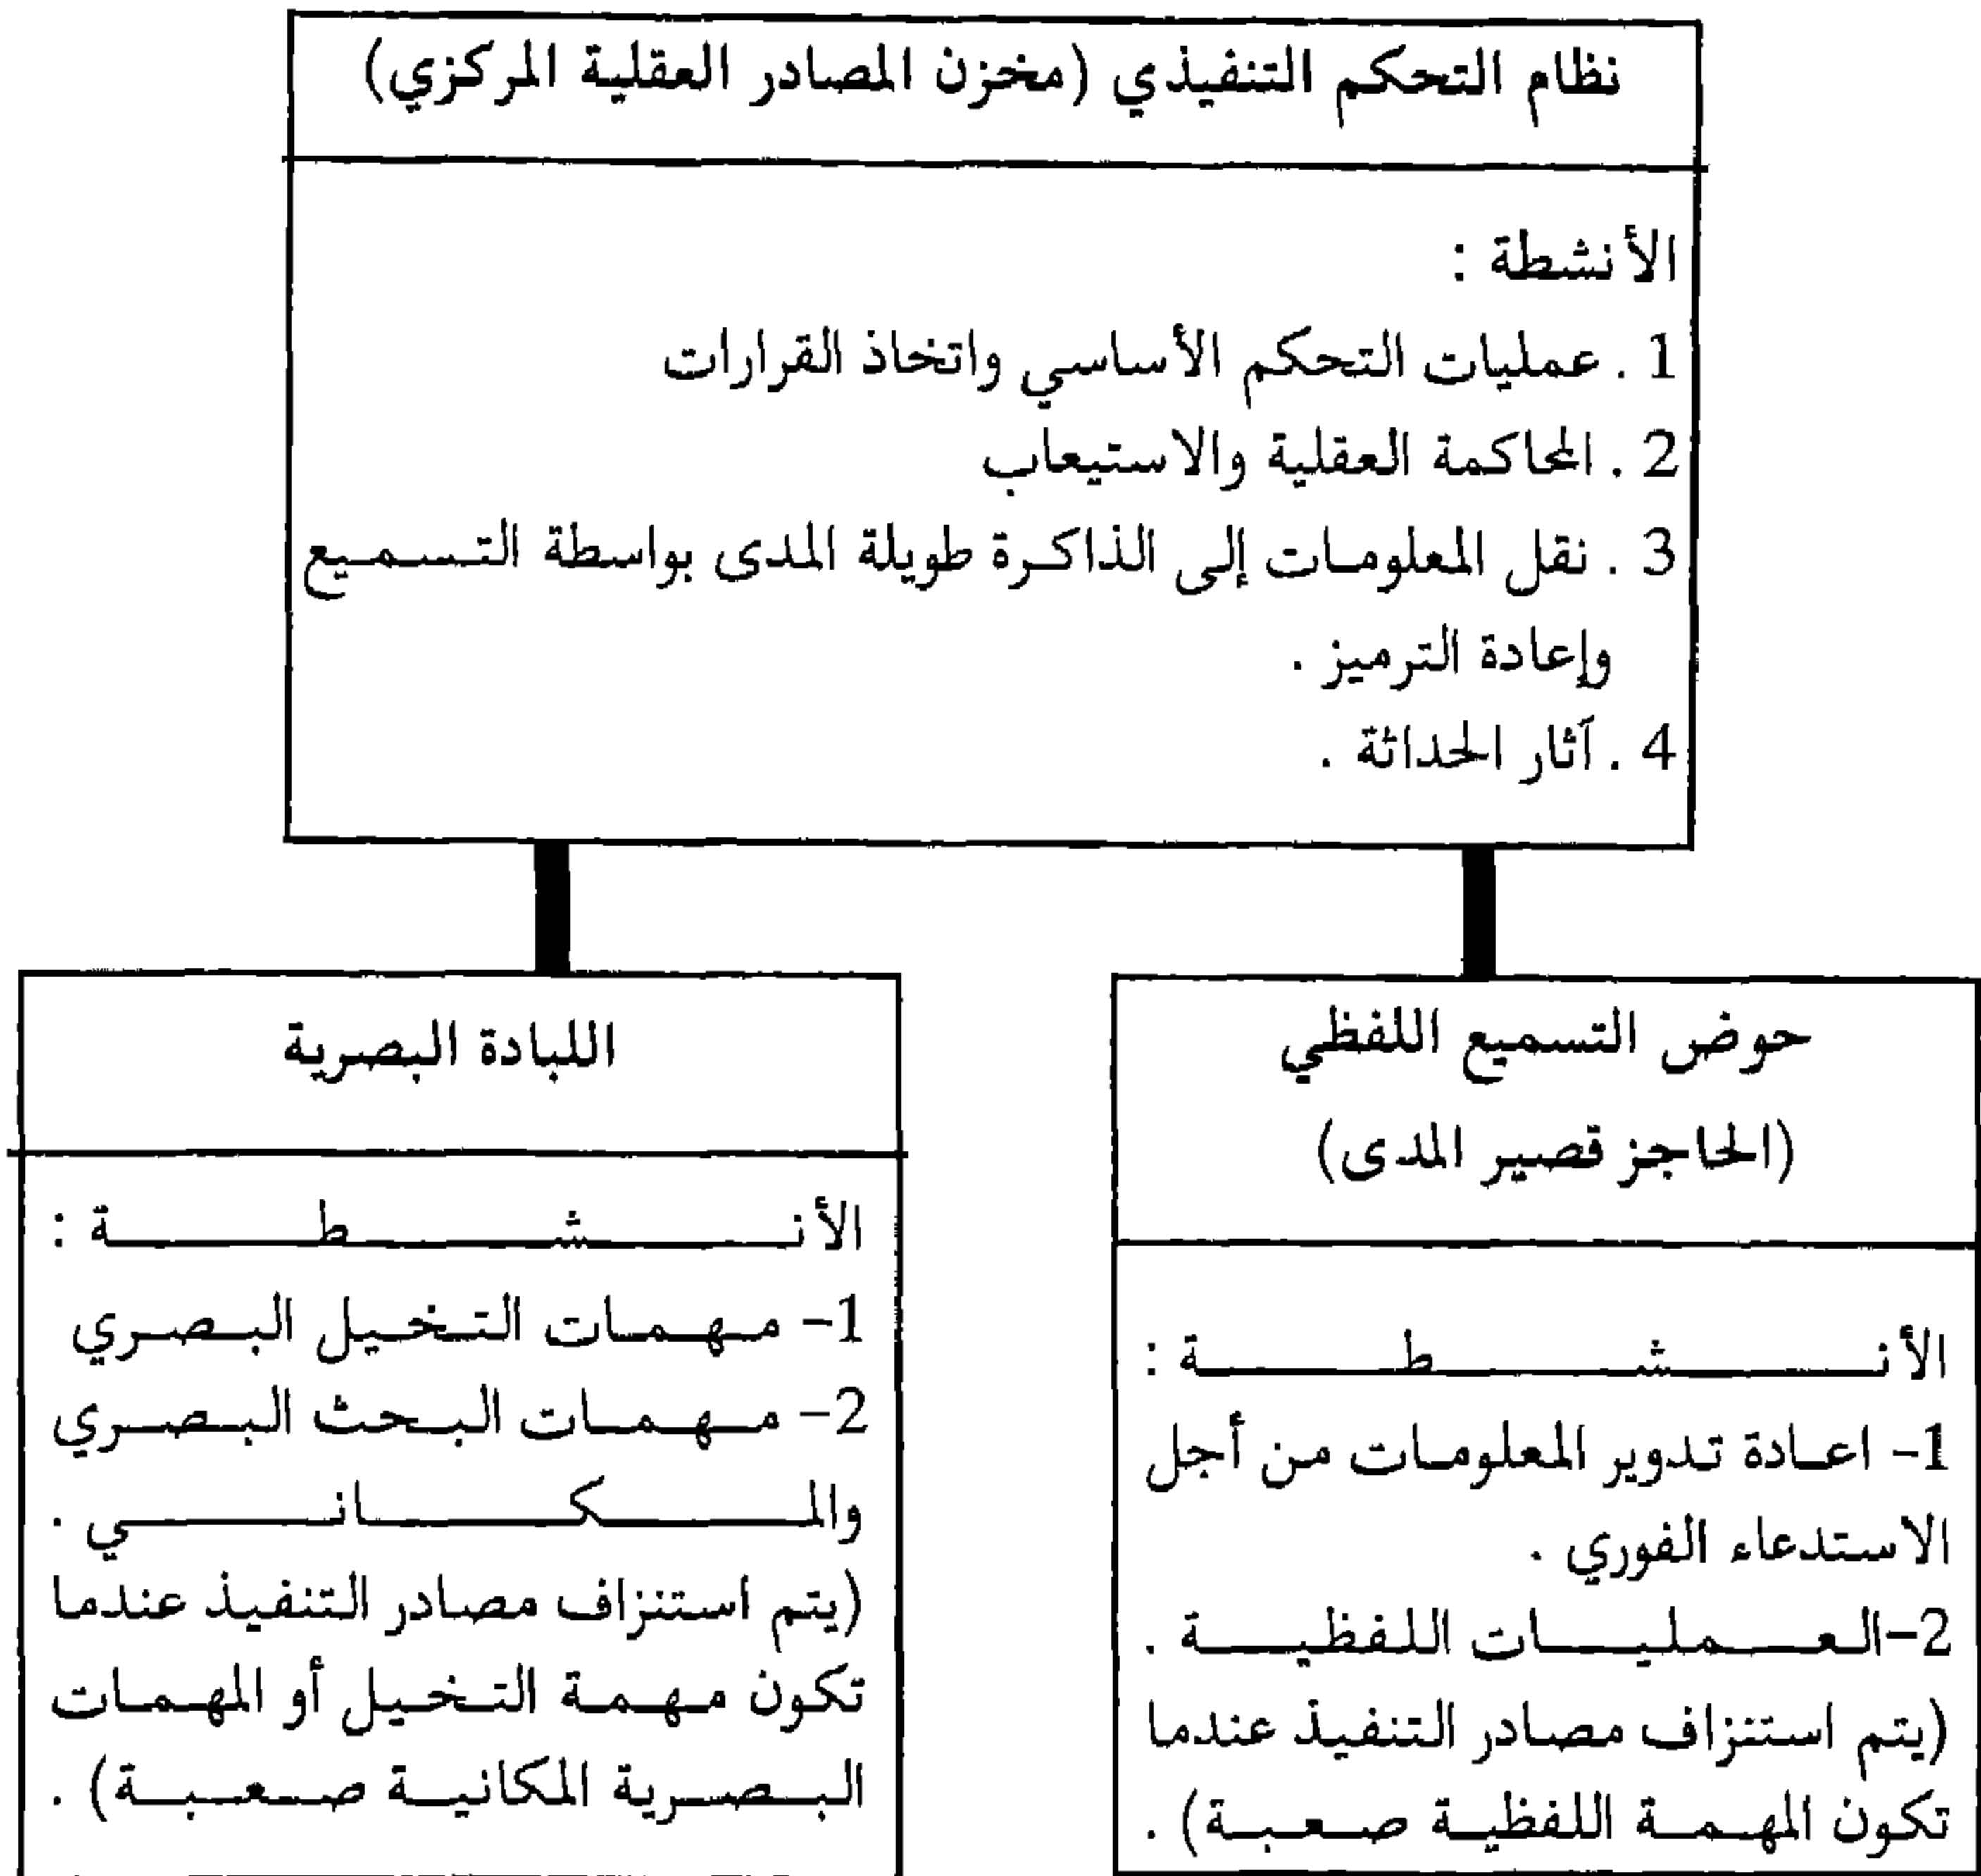 نظام التحكم التنفيذي (مخزن المصادر العقلية المركزي)
الأنشطة :
1 . عمليات التحكم الأساسي واتخاذ القرارات
2 . المحاكمة العقلية والاستيعاب
3 . نقل المعلومات إلى الذاكرة طويلة المدى بواسطة التسميع
وإعادة الترميز .
4 . آثار الحداثة .
حوض التسميع اللفظي
(الحاجز قصير المدى)
الأنشطة :
1- اعادة تدوير المعلومات من أجل
الاستدعاء الفوري .
2-العمليات اللفظية .
(يتم استنزاف مصادر التنفيذ عندما
تكون المهمة اللفظية صعبة) .
اللبادة البصرية
الأنشطة :
1- مهمات التخيل البصري
2- مهمات البحث البصري
والمكاني .
(يتم استنزاف مصادر التنفيذ عندما
تكون مهمة التخيل أو المهمات
البصرية المكانية صعبة) .